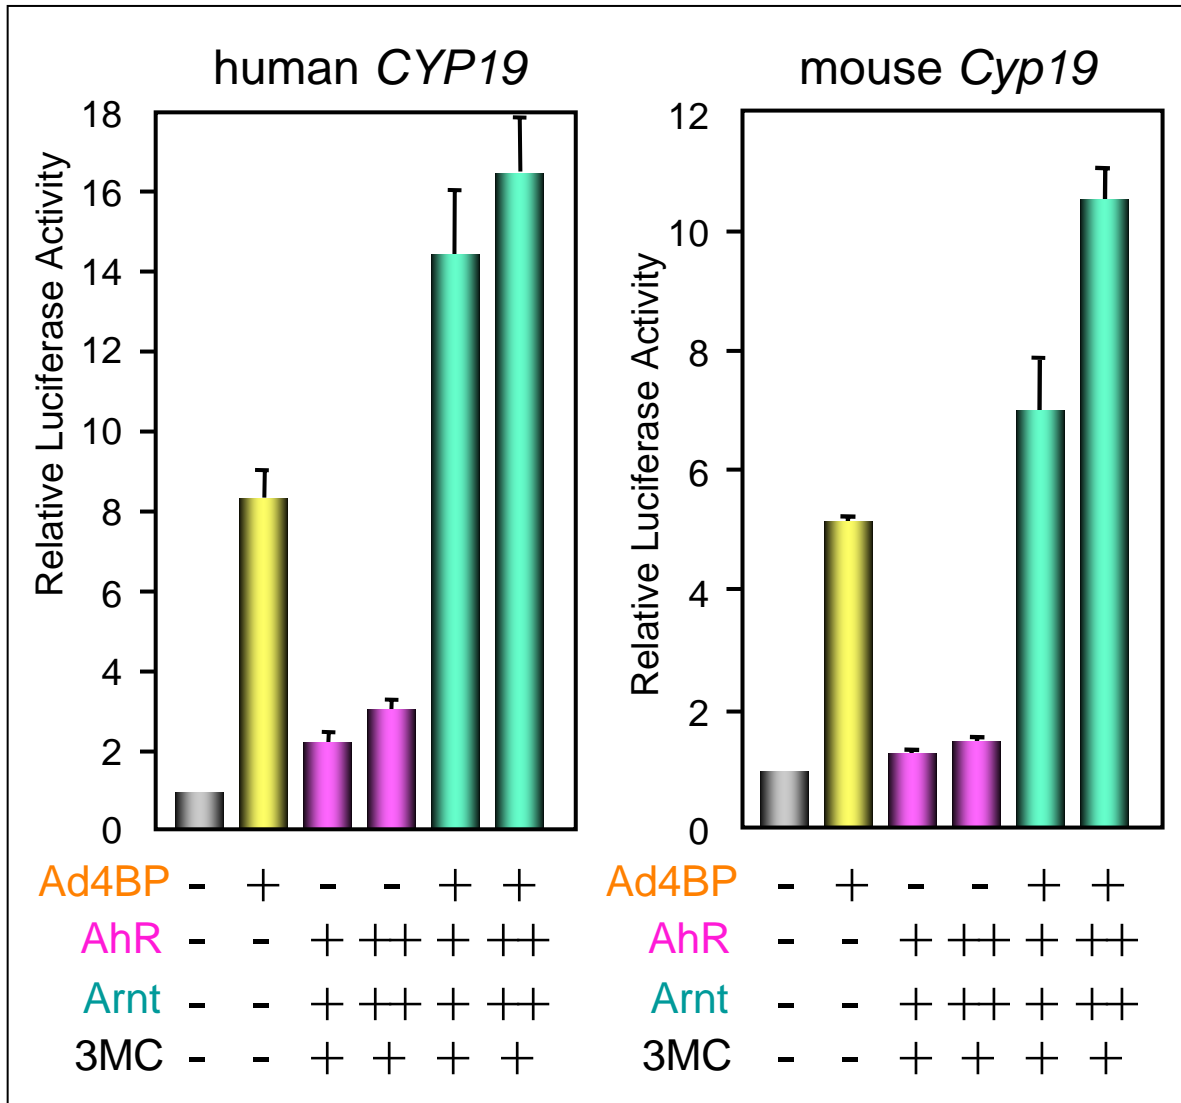 human CYP19
Relative Luciferase Activity
18
16
14
12
10
8
6
4
2
0
Ad4BP - + - - + +
AhR - - + ++ + ++
Arnt - - + ++ + ++
3MC - - + + + +
mouse Cyp19
Relative Luciferase Activity
12
10
8
6
4
2
0
Ad4BP - + - - + +
AhR - - + ++ + ++
Arnt - - + ++ + ++
3MC - - + + + +